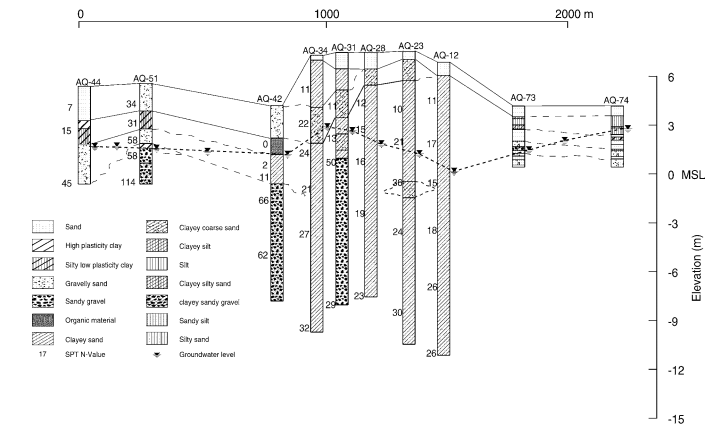 0 1000 2000 m
AQ-34 AQ-31 AQ-28 AQ-23 AQ-12
AQ-44 AQ-51 AQ-42 AQ-73 AQ-74
6
3
0 MSL
-3
-6
-9
-12
-15
Elevation (m)
7
15
45
34
31
58
58
114
0
2
11
66
62
11
22
24
21
27
32
11
13
50
29
12
15
16
19
23
10
21
36
24
30
11
17
15
18
26
26
Sand
High plasticity clay
Silty low plasticity clay
Gravelly sand
Sandy gravel
Organic material
Clayey sand
17 SPT N-Value
Clayey coarse sand
Clayey silt
Silt
Clayey silty sand
clayey sandy gravel
Sandy silt
Silty sand
Groundwater level